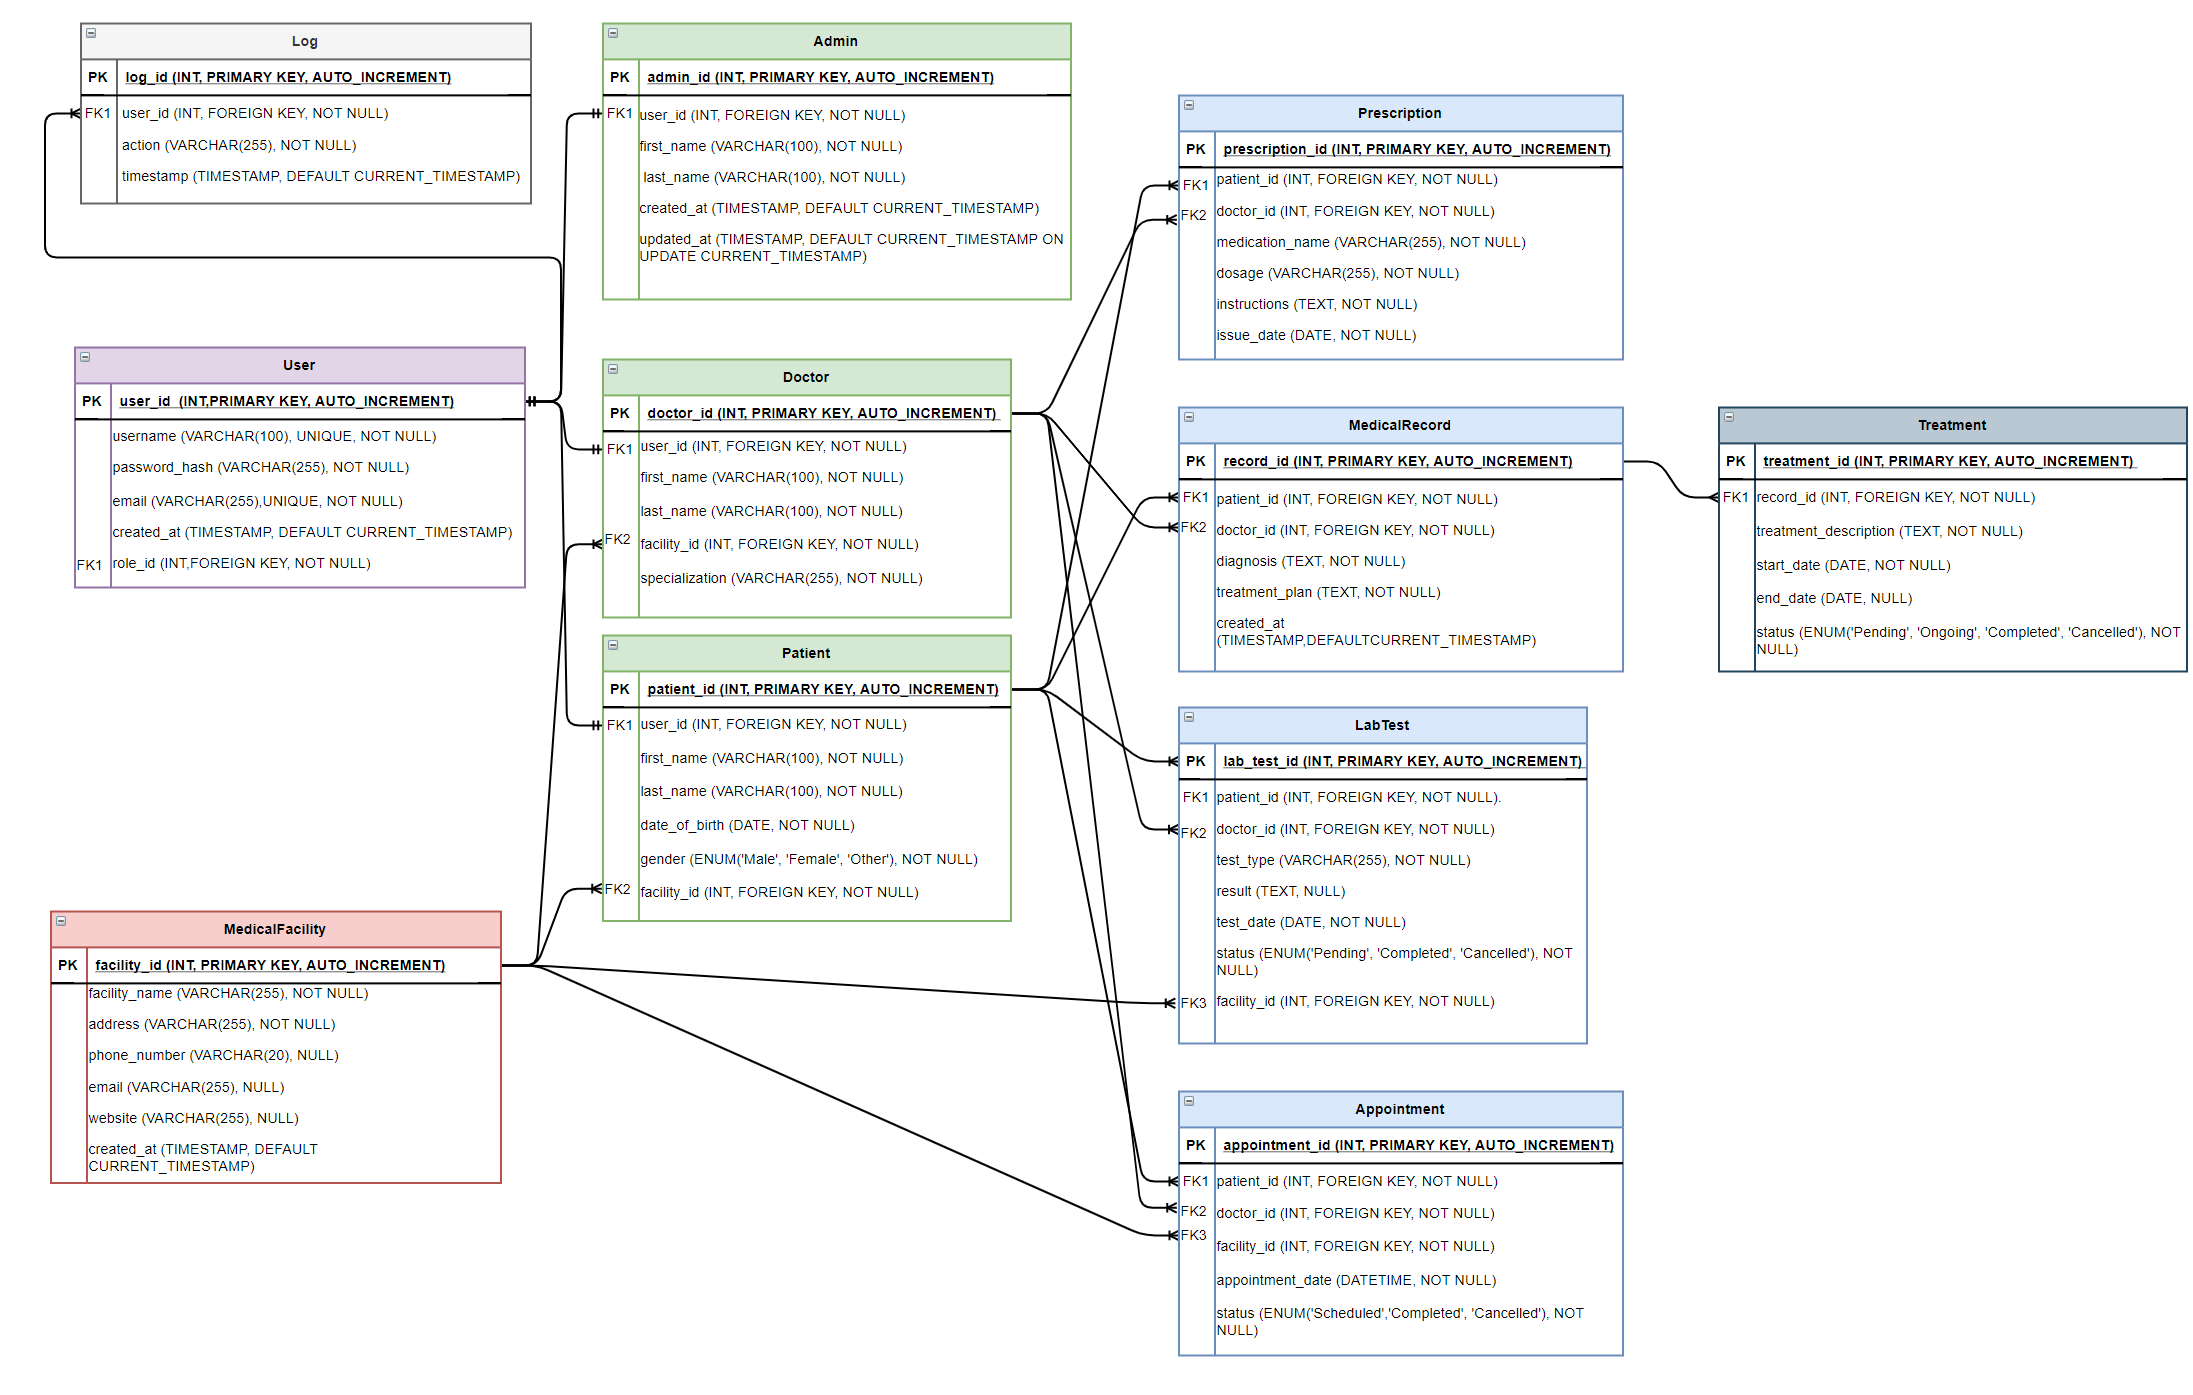 Log
PK log_id (INT, PRIMARY KEY, AUTO_INCREMENT)
FK1 user_id (INT, FOREIGN KEY, NOT NULL)
action (VARCHAR(255), NOT NULL)
timestamp (TIMESTAMP, DEFAULT CURRENT_TIMESTAMP)
User
PK user_id (INT,PRIMARY KEY, AUTO_INCREMENT)
username (VARCHAR(100), UNIQUE, NOT NULL)
password_hash (VARCHAR(255), NOT NULL)
email (VARCHAR(255),UNIQUE, NOT NULL)
created_at (TIMESTAMP, DEFAULT CURRENT_TIMESTAMP)
FK1 role_id (INT,FOREIGN KEY, NOT NULL)
MedicalFacility
PK facility_id (INT, PRIMARY KEY, AUTO_INCREMENT)
facility_name (VARCHAR(255), NOT NULL)
address (VARCHAR(255), NOT NULL)
phone_number (VARCHAR(20), NULL)
email (VARCHAR(255), NULL)
website (VARCHAR(255), NULL)
created_at (TIMESTAMP, DEFAULT
CURRENT_TIMESTAMP)
Admin
PK admin_id (INT, PRIMARY KEY, AUTO_INCREMENT)
FK1 user_id (INT, FOREIGN KEY, NOT NULL)
first_name (VARCHAR(100), NOT NULL)
last_name (VARCHAR(100), NOT NULL)
created_at (TIMESTAMP, DEFAULT CURRENT_TIMESTAMP)
updated_at (TIMESTAMP, DEFAULT CURRENT_TIMESTAMP ON
UPDATE CURRENT_TIMESTAMP)
Doctor
PK doctor_id (INT, PRIMARY KEY, AUTO_INCREMENT)
FK1 user_id (INT, FOREIGN KEY, NOT NULL)
first_name (VARCHAR(100), NOT NULL)
last_name (VARCHAR(100), NOT NULL)
FK2 facility_id (INT, FOREIGN KEY, NOT NULL)
specialization (VARCHAR(255), NOT NULL)
Patient
PK patient_id (INT, PRIMARY KEY, AUTO_INCREMENT)
FK1 user_id (INT, FOREIGN KEY, NOT NULL)
first_name (VARCHAR(100), NOT NULL)
last_name (VARCHAR(100), NOT NULL)
date_of_birth (DATE, NOT NULL)
gender (ENUM('Male', 'Female', 'Other'), NOT NULL)
FK2 facility_id (INT, FOREIGN KEY, NOT NULL)
Prescription
PK prescription_id (INT, PRIMARY KEY, AUTO_INCREMENT)
FK1 patient_id (INT, FOREIGN KEY, NOT NULL)
FK2 doctor_id (INT, FOREIGN KEY, NOT NULL)
medication_name (VARCHAR(255), NOT NULL)
dosage (VARCHAR(255), NOT NULL)
instructions (TEXT, NOT NULL)
issue_date (DATE, NOT NULL)
MedicalRecord
PK record_id (INT, PRIMARY KEY, AUTO_INCREMENT)
FK1 patient_id (INT, FOREIGN KEY, NOT NULL)
FK2 doctor_id (INT, FOREIGN KEY, NOT NULL)
diagnosis (TEXT, NOT NULL)
treatment_plan (TEXT, NOT NULL)
created_at
(TIMESTAMP,DEFAULTCURRENT_TIMESTAMP)
LabTest
PK lab_test_id (INT, PRIMARY KEY, AUTO_INCREMENT)
FK1 patient_id (INT, FOREIGN KEY, NOT NULL).
FK2 doctor_id (INT, FOREIGN KEY, NOT NULL)
test_type (VARCHAR(255), NOT NULL)
result (TEXT, NULL)
test_date (DATE, NOT NULL)
status (ENUM('Pending', 'Completed', 'Cancelled'), NOT
NULL)
FK3 facility_id (INT, FOREIGN KEY, NOT NULL)
Appointment
PK appointment_id (INT, PRIMARY KEY, AUTO_INCREMENT)
FK1 patient_id (INT, FOREIGN KEY, NOT NULL)
FK2 doctor_id (INT, FOREIGN KEY, NOT NULL)
FK3 facility_id (INT, FOREIGN KEY, NOT NULL)
appointment_date (DATETIME, NOT NULL)
status (ENUM('Scheduled','Completed', 'Cancelled'), NOT
NULL)
Treatment
PK treatment_id (INT, PRIMARY KEY, AUTO_INCREMENT)
FK1 record_id (INT, FOREIGN KEY, NOT NULL)
treatment_description (TEXT, NOT NULL)
start_date (DATE, NOT NULL)
end_date (DATE, NULL)
status (ENUM('Pending', 'Ongoing', 'Completed', 'Cancelled'), NOT
NULL)